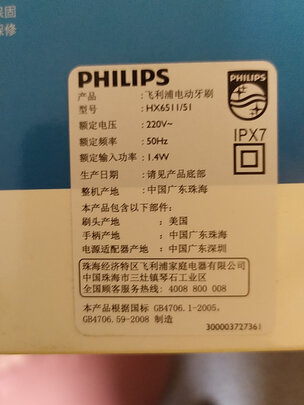 保固
保修
PHILIPS
产品 : 飞利浦电动牙刷
型号 : HX6511/51
额定电压 : 220V~
额定频率 : 50Hz
额定输入功率 : 1.4W
生产日期 : 请见产品底部
整机产地 : 中国广东珠海
本产品包含以下部件:
刷头产地 : 美国
手柄产地 : 中国广东珠海
电源适配器产地 : 中国广东深圳
PHILIPS
IPX7
珠海经济特区飞利浦家庭电器有限公司
中国珠海市三灶镇琴石工业区
全国顾客服务热线: 4008 800 008
本产品根据国标 GB4706.1-2005,
GB4706.59-2008 制造
300003727361